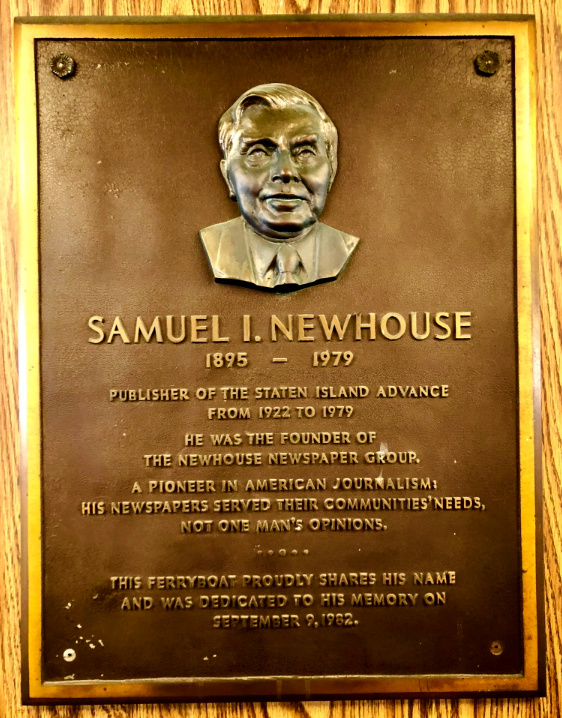 SAMUEL I. NEWHOUSE
1895 — 1979
PUBLISHER OF THE STATEN ISLAND ADVANCE
FROM 1922 TO 1979
HE WAS THE FOUNDER OF
THE NEWHOUSE NEWSPAPER GROUP.
A PIONEER IN AMERICAN JOURNALISM:
HIS NEWSPAPERS SERVED THEIR COMMUNITIES' NEEDS,
NOT ONE MAN'S OPINIONS.
THIS FERRYBOAT PROUDLY SHARES HIS NAME
AND WAS DEDICATED TO HIS MEMORY ON
SEPTEMBER 9, 1982.